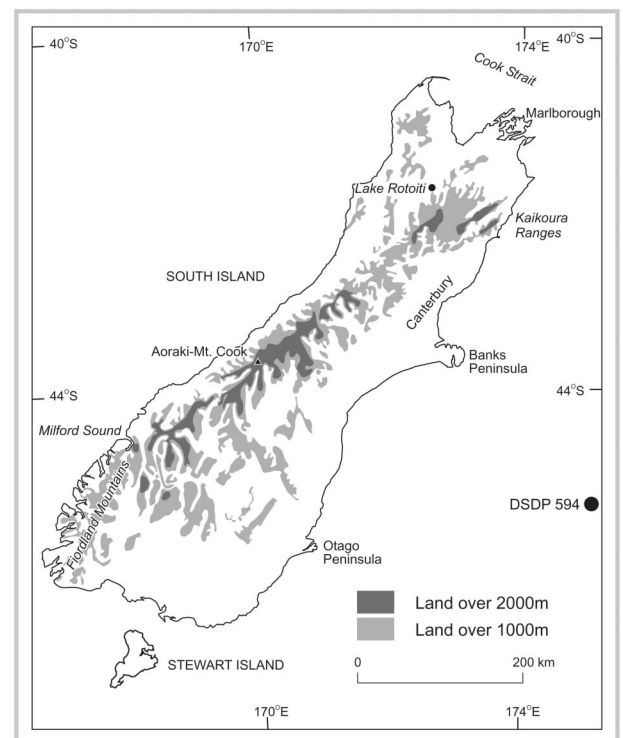 40°S
170°E
174°E
40°S
Cook Strait
Marlborough
Lake Rotoiti
Kaikoura
Ranges
SOUTH ISLAND
Canterbury
Aoraki-Mt. Cook
Banks
Peninsula
44°S
44°S
Milford Sound
Fiordland Mountains
DSDP 594
Otago
Peninsula
Land over 2000m
Land over 1000m
0
200 km
STEWART ISLAND
170°E
174°E